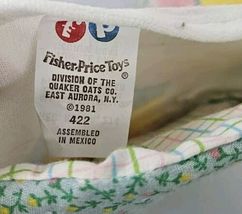 FP
Fisher-Price Toys
DIVISION OF THE
QUAKER OATS CO.
EAST AURORA, N.Y.
©1981
422
ASSEMBLED
IN MEXICO